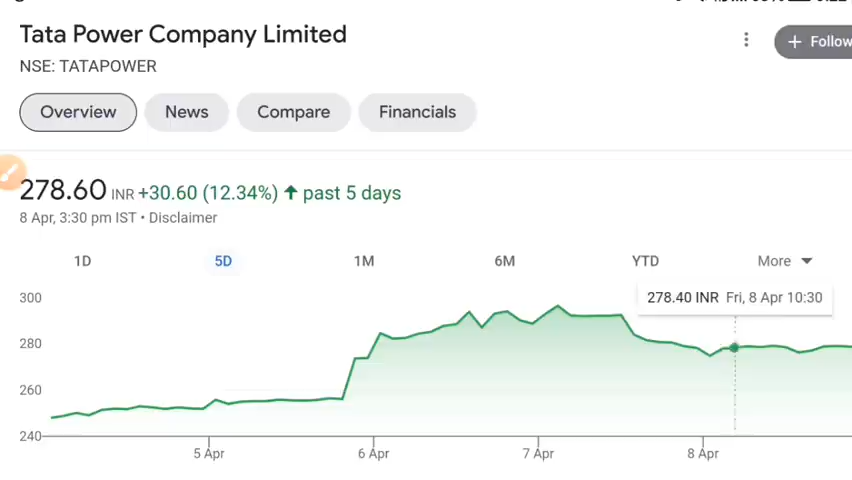 Tata Power Company Limited
+ Follow
NSE: TATAPOWER
Overview
News
Compare
Financials
278.60 INR +30.60 (12.34%) ↑ past 5 days
8 Apr, 3:30 pm IST • Disclaimer
1D 5D 1M 6M YTD More
278.40 INR Fri, 8 Apr 10:30
300
280
260
240
5 Apr 6 Apr 7 Apr 8 Apr